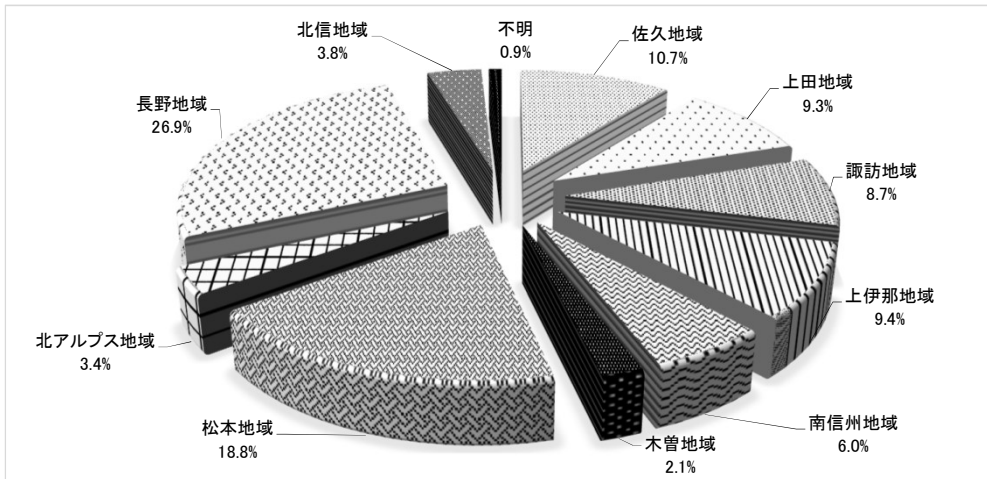 不明
0.9%
佐久地域
10.7%
上田地域
9.3%
諏訪地域
8.7%
上伊那地域
9.4%
南信州地域
6.0%
木曽地域
2.1%
松本地域
18.8%
北アルプス地域
3.4%
長野地域
26.9%
北信地域
3.8%